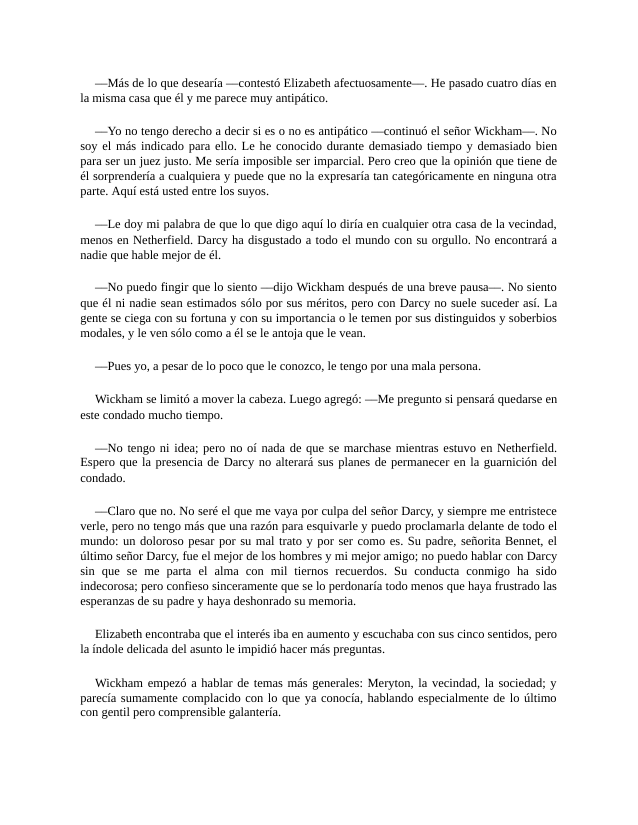 —Más de lo que desearía —contestó Elizabeth afectuosamente—. He pasado cuatro días en
la misma casa que él y me parece muy antipático.
—Yo no tengo derecho a decir si es o no es antipático —continuó el señor Wickham—. No
soy el más indicado para ello. Le he conocido durante demasiado tiempo y demasiado bien
para ser un juez justo. Me sería imposible ser imparcial. Pero creo que la opinión que tiene de
él sorprendería a cualquiera y puede que no la expresaría tan categóricamente en ninguna otra
parte. Aquí está usted entre los suyos.
—Le doy mi palabra de que lo que digo aquí lo diría en cualquier otra casa de la vecindad,
menos en Netherfield. Darcy ha disgustado a todo el mundo con su orgullo. No encontrará a
nadie que hable mejor de él.
—No puedo fingir que lo siento —dijo Wickham después de una breve pausa—. No siento
que él ni nadie sean estimados sólo por sus méritos, pero con Darcy no suele suceder así. La
gente se ciega con su fortuna y con su importancia o le temen por sus distinguidos y soberbios
modales, y le ven sólo como a él se le antoja que le vean.
—Pues yo, a pesar de lo poco que le conozco, le tengo por una mala persona.
Wickham se limitó a mover la cabeza. Luego agregó: —Me pregunto si pensará quedarse en
este condado mucho tiempo.
—No tengo ni idea; pero no oí nada de que se marchase mientras estuvo en Netherfield.
Espero que la presencia de Darcy no alterará sus planes de permanecer en la guarnición del
condado.
—Claro que no. No seré el que me vaya por culpa del señor Darcy, y siempre me entristece
verle, pero no tengo más que una razón para esquivarle y puedo proclamarla delante de todo el
mundo: un doloroso pesar por su mal trato y por ser como es. Su padre, señorita Bennet, el
último señor Darcy, fue el mejor de los hombres y mi mejor amigo; no puedo hablar con Darcy
sin que se me parta el alma con mil tiernos recuerdos. Su conducta conmigo ha sido
indecorosa; pero confieso sinceramente que se lo perdonaría todo menos que haya frustrado las
esperanzas de su padre y haya deshonrado su memoria.
Elizabeth encontraba que el interés iba en aumento y escuchaba con sus cinco sentidos, pero
la índole delicada del asunto le impidió hacer más preguntas.
Wickham empezó a hablar de temas más generales: Meryton, la vecindad, la sociedad; y
parecía sumamente complacido con lo que ya conocía, hablando especialmente de lo último
con gentil pero comprensible galantería.